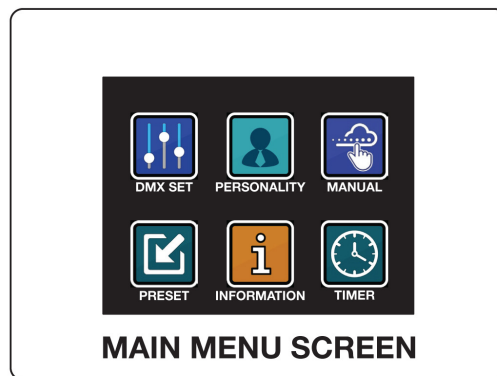 DMX SET PERSONALITY MANUAL
PRESET INFORMATION TIMER
MAIN MENU SCREEN